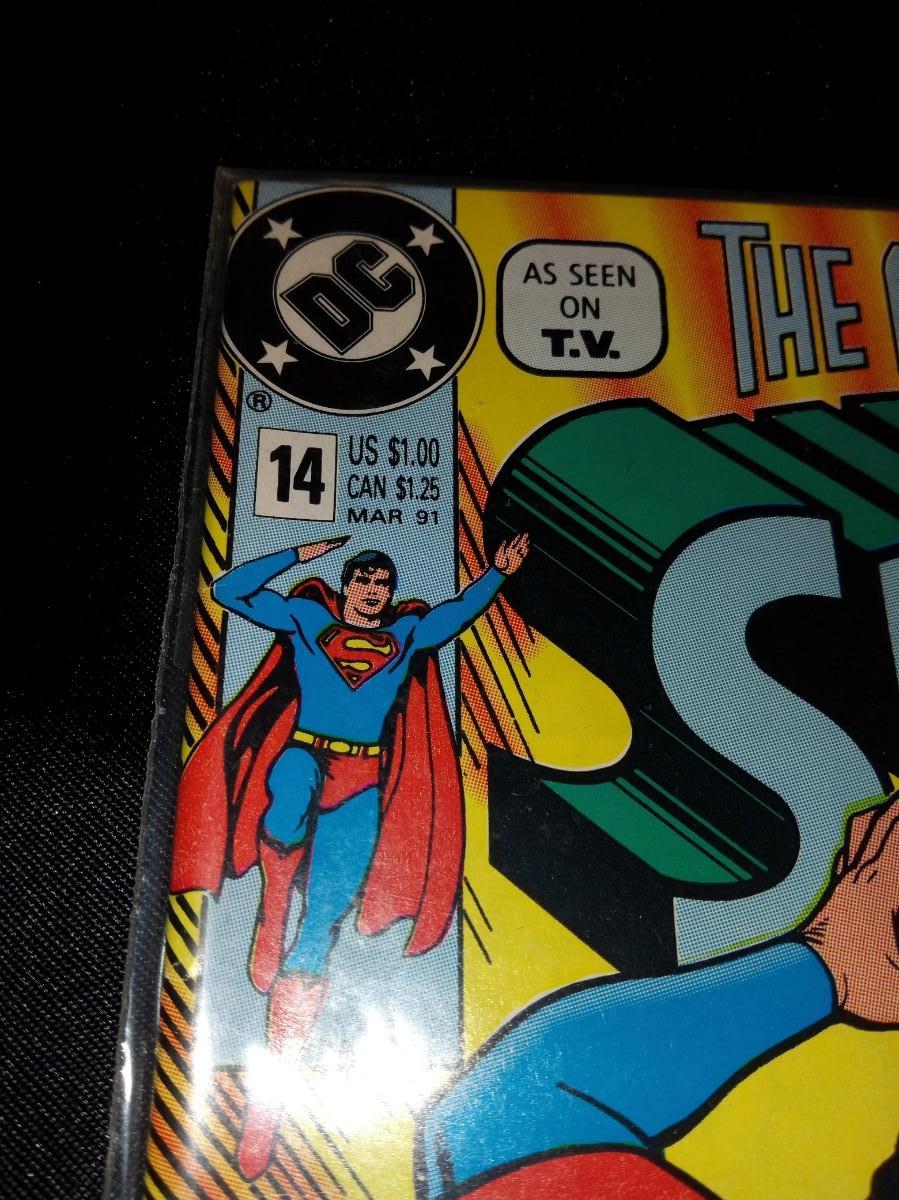 DC
®
AS SEEN
ON
T.V.
THE
14
US $1.00
CAN $1.25
MAR 91
S
S